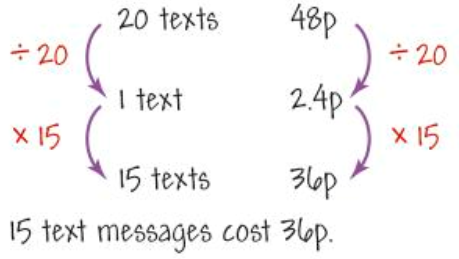 20 texts 48p
÷ 20 ÷ 20
1 text 2.4p
× 15 × 15
15 texts 36p
15 text messages cost 36p.